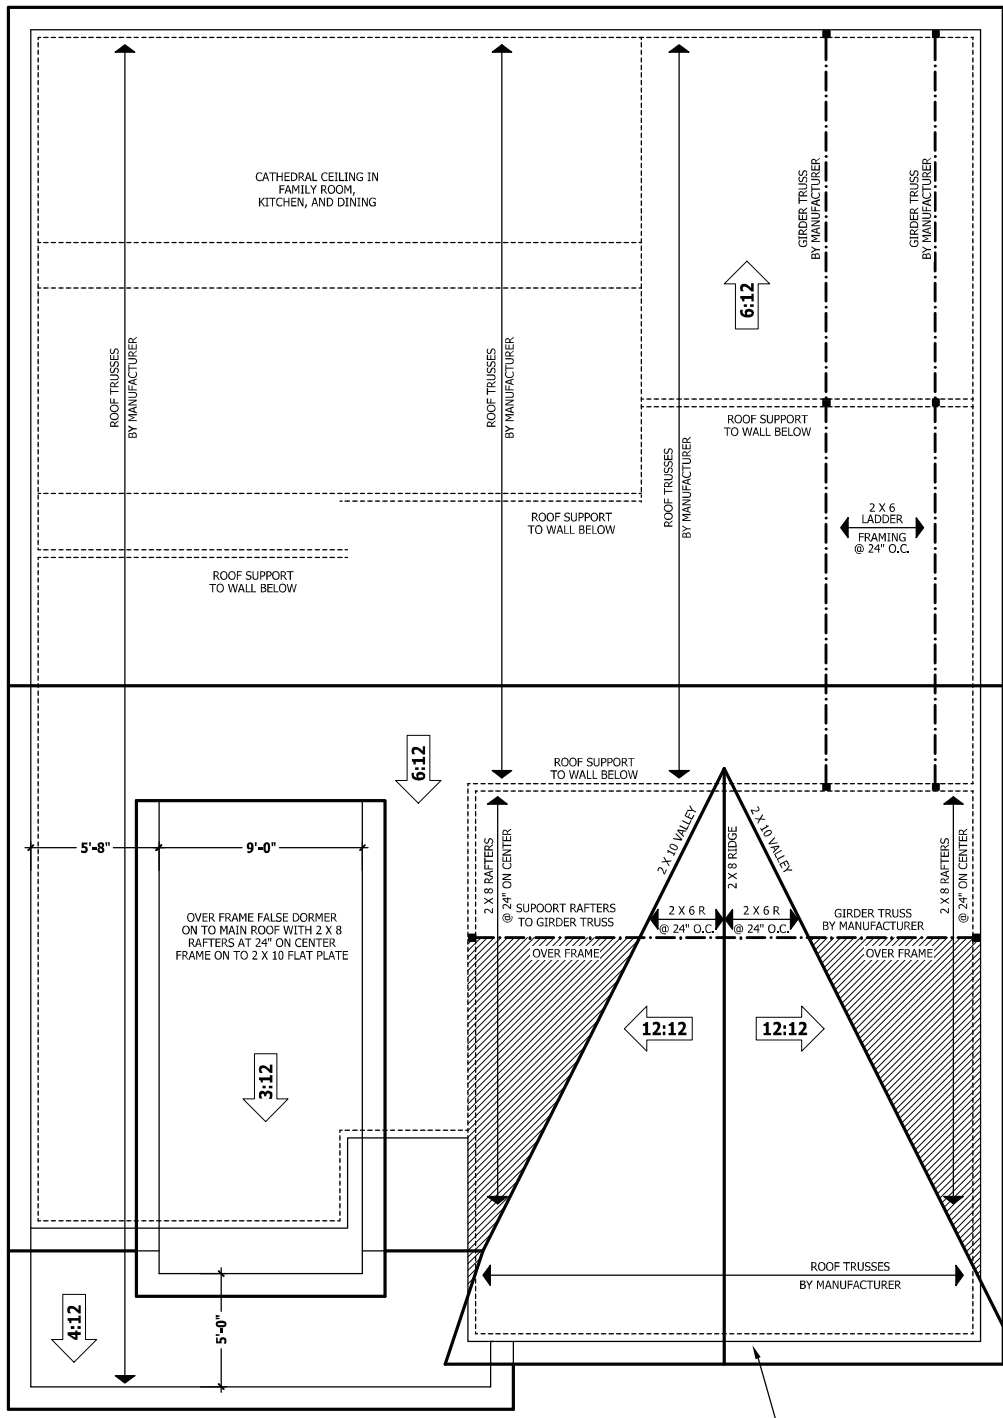 CATHEDRAL CEILING IN
FAMILY ROOM,
KITCHEN, AND DINING
GIRDER TRUSS
BY MANUFACTURER
GIRDER TRUSS
BY MANUFACTURER
6:12
ROOF TRUSSES
BY MANUFACTURER
ROOF TRUSSES
BY MANUFACTURER
ROOF TRUSSES
BY MANUFACTURER
ROOF SUPPORT
TO WALL BELOW
2 X 6
LADDER
FRAMING
@ 24" O.C.
ROOF SUPPORT
TO WALL BELOW
ROOF SUPPORT
TO WALL BELOW
6:12
ROOF SUPPORT
TO WALL BELOW
5'-8"
9'-0"
2 X 8 RAFTERS
@ 24" ON CENTER
2 X 10 VALLEY
2 X 8 RIDGE
2 X 10 VALLEY
2 X 8 RAFTERS
@ 24" ON CENTER
OVER FRAME FALSE DORMER
ON TO MAIN ROOF WITH 2 X 8
RAFTERS AT 24" ON CENTER
FRAME ON TO 2 X 10 FLAT PLATE
SUPOORT RAFTERS
TO GIRDER TRUSS
2 X 6 R
@ 24" O.C.
2 X 6 R
@ 24" O.C.
GIRDER TRUSS
BY MANUFACTURER
OVER FRAME
OVER FRAME
12:12
12:12
3:12
ROOF TRUSSES
BY MANUFACTURER
4:12
5'-0"